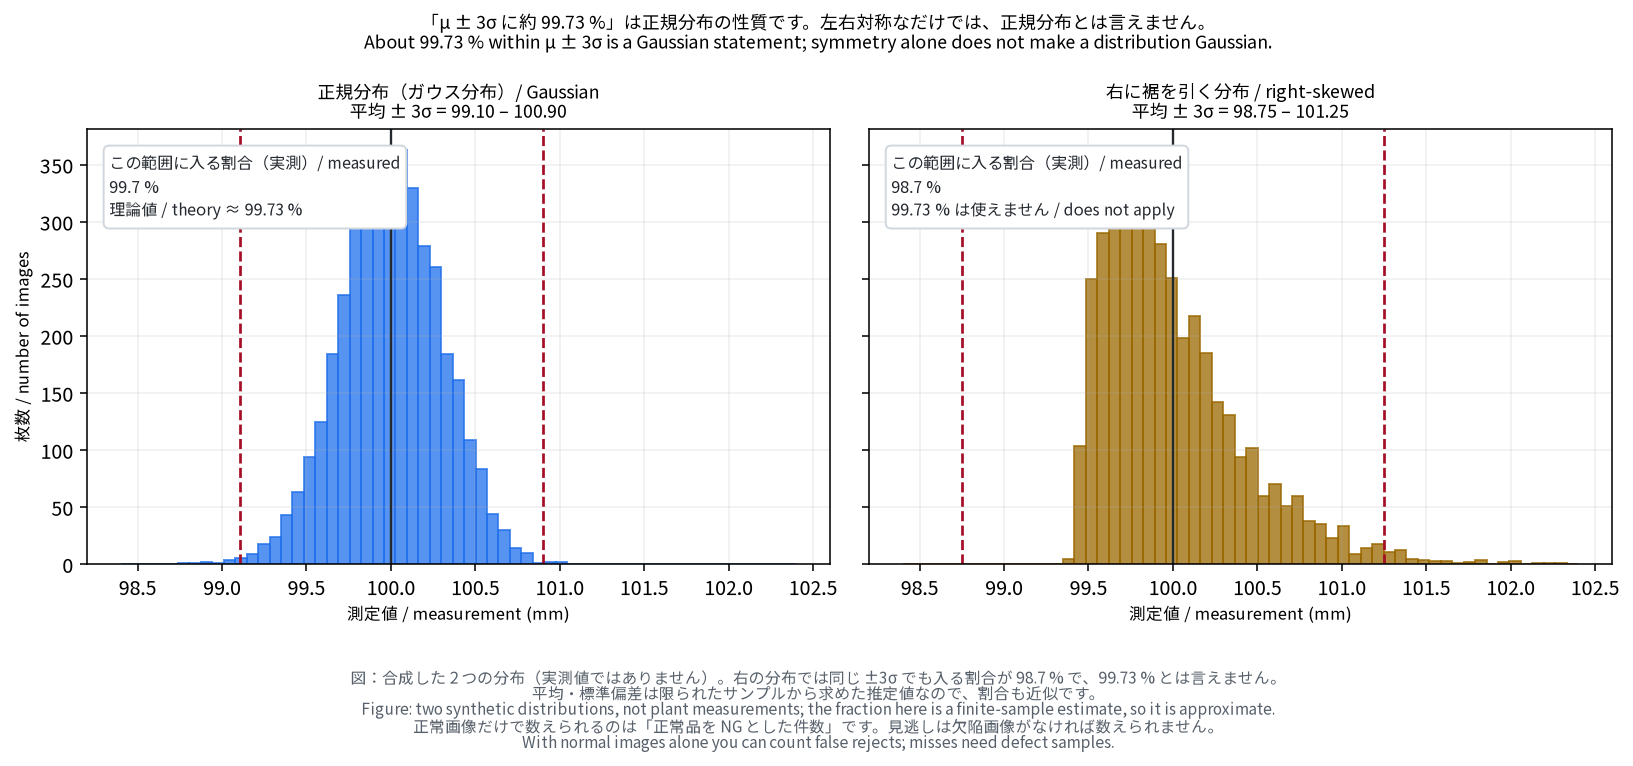 「μ ± 3σ に約 99.73 %」は正規分布の性質です。左右対称なだけでは、正規分布とは言えません。
About 99.73 % within μ ± 3σ is a Gaussian statement; symmetry alone does not make a distribution Gaussian.
正規分布（ガウス分布）/ Gaussian
平均 ± 3σ = 99.10 – 100.90
この範囲に入る割合（実測）/ measured
99.7 %
理論値 / theory ≈ 99.73 %
枚数 / number of images
350
300
250
200
150
100
50
0
98.5 99.0 99.5 100.0 100.5 101.0 101.5 102.0 102.5
測定値 / measurement (mm)
右に裾を引く分布 / right-skewed
平均 ± 3σ = 98.75 – 101.25
この範囲に入る割合（実測）/ measured
98.7 %
99.73 % は使えません / does not apply
98.5 99.0 99.5 100.0 100.5 101.0 101.5 102.0 102.5
測定値 / measurement (mm)
図：合成した 2 つの分布（実測値ではありません）。右の分布では同じ ±3σ でも入る割合が 98.7 % で、99.73 % とは言えません。
平均・標準偏差は限られたサンプルから求めた推定値なので、割合も近似です。
Figure: two synthetic distributions, not plant measurements; the fraction here is a finite-sample estimate, so it is approximate.
正常画像だけで数えられるのは「正常品を NG とした件数」です。見逃しは欠陥画像がなければ数えられません。
With normal images alone you can count false rejects; misses need defect samples.